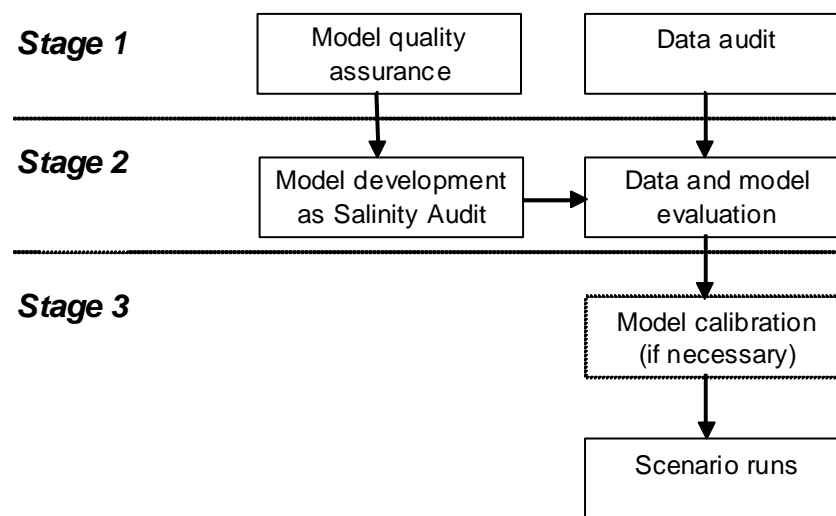 Stage 1
Model quality
assurance
Data audit
Stage 2
Model development
as Salinity Audit
Data and model
evaluation
Stage 3
Model calibration
(if necessary)
Scenario runs